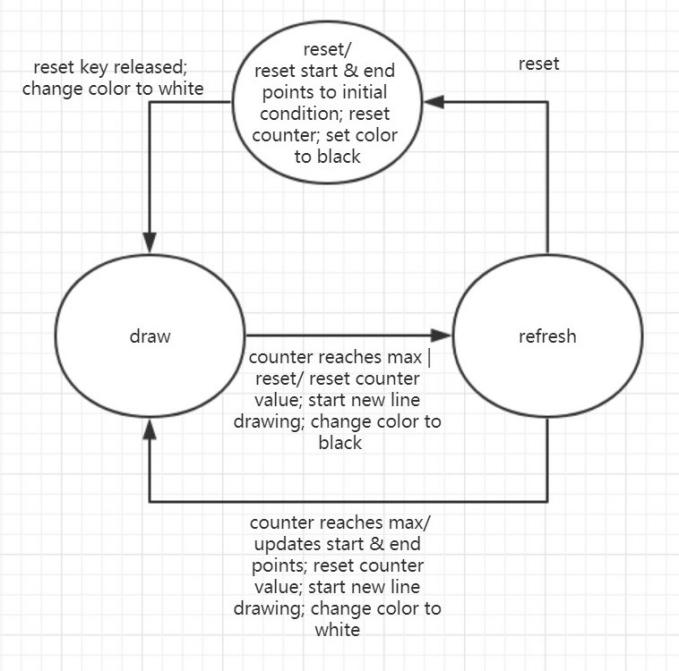 reset key released;
change color to white
reset/
reset start & end
points to initial
condition; reset
counter; set color
to black
reset
draw
refresh
counter reaches max |
reset/ reset counter
value; start new line
drawing; change color to
black
counter reaches max/
updates start & end
points; reset counter
value; start new line
drawing; change color to
white